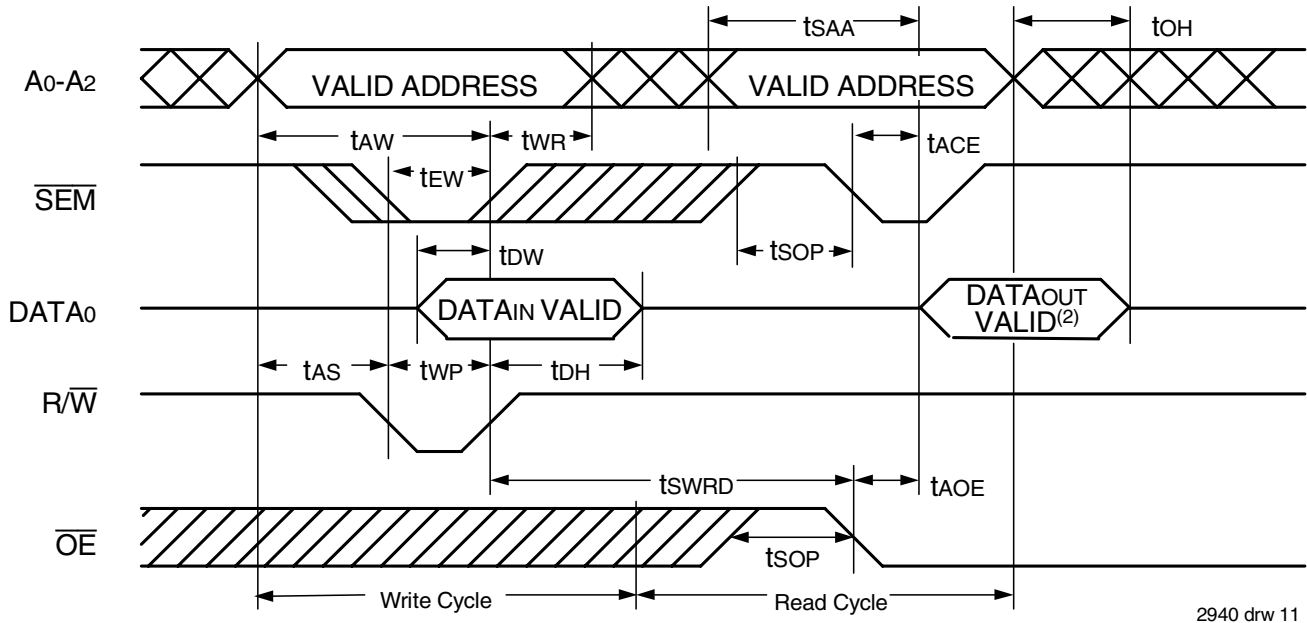 tSAA
tOH
A0-A2
VALID ADDRESS
VALID ADDRESS
tAW
tWR
tACE
tEW
SEM
tSOP
tDW
DATA0
DATAIN VALID
DATAOUT
VALID(2)
tAS
tWP
tDH
R/W
tSWRD
tAOE
OE
tSOP
Write Cycle
Read Cycle
2940 drw 11